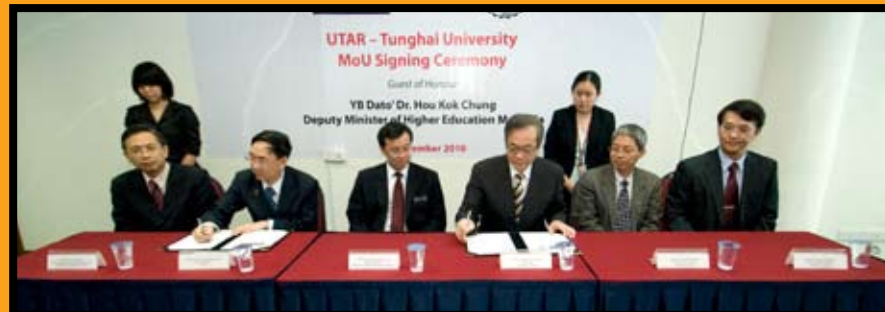 UTAR – Tunghai University
MoU Signing Ceremony
Guest of Honour
YB Dato' Dr. Hou Kok Chung
Deputy Minister of Higher Education
2010